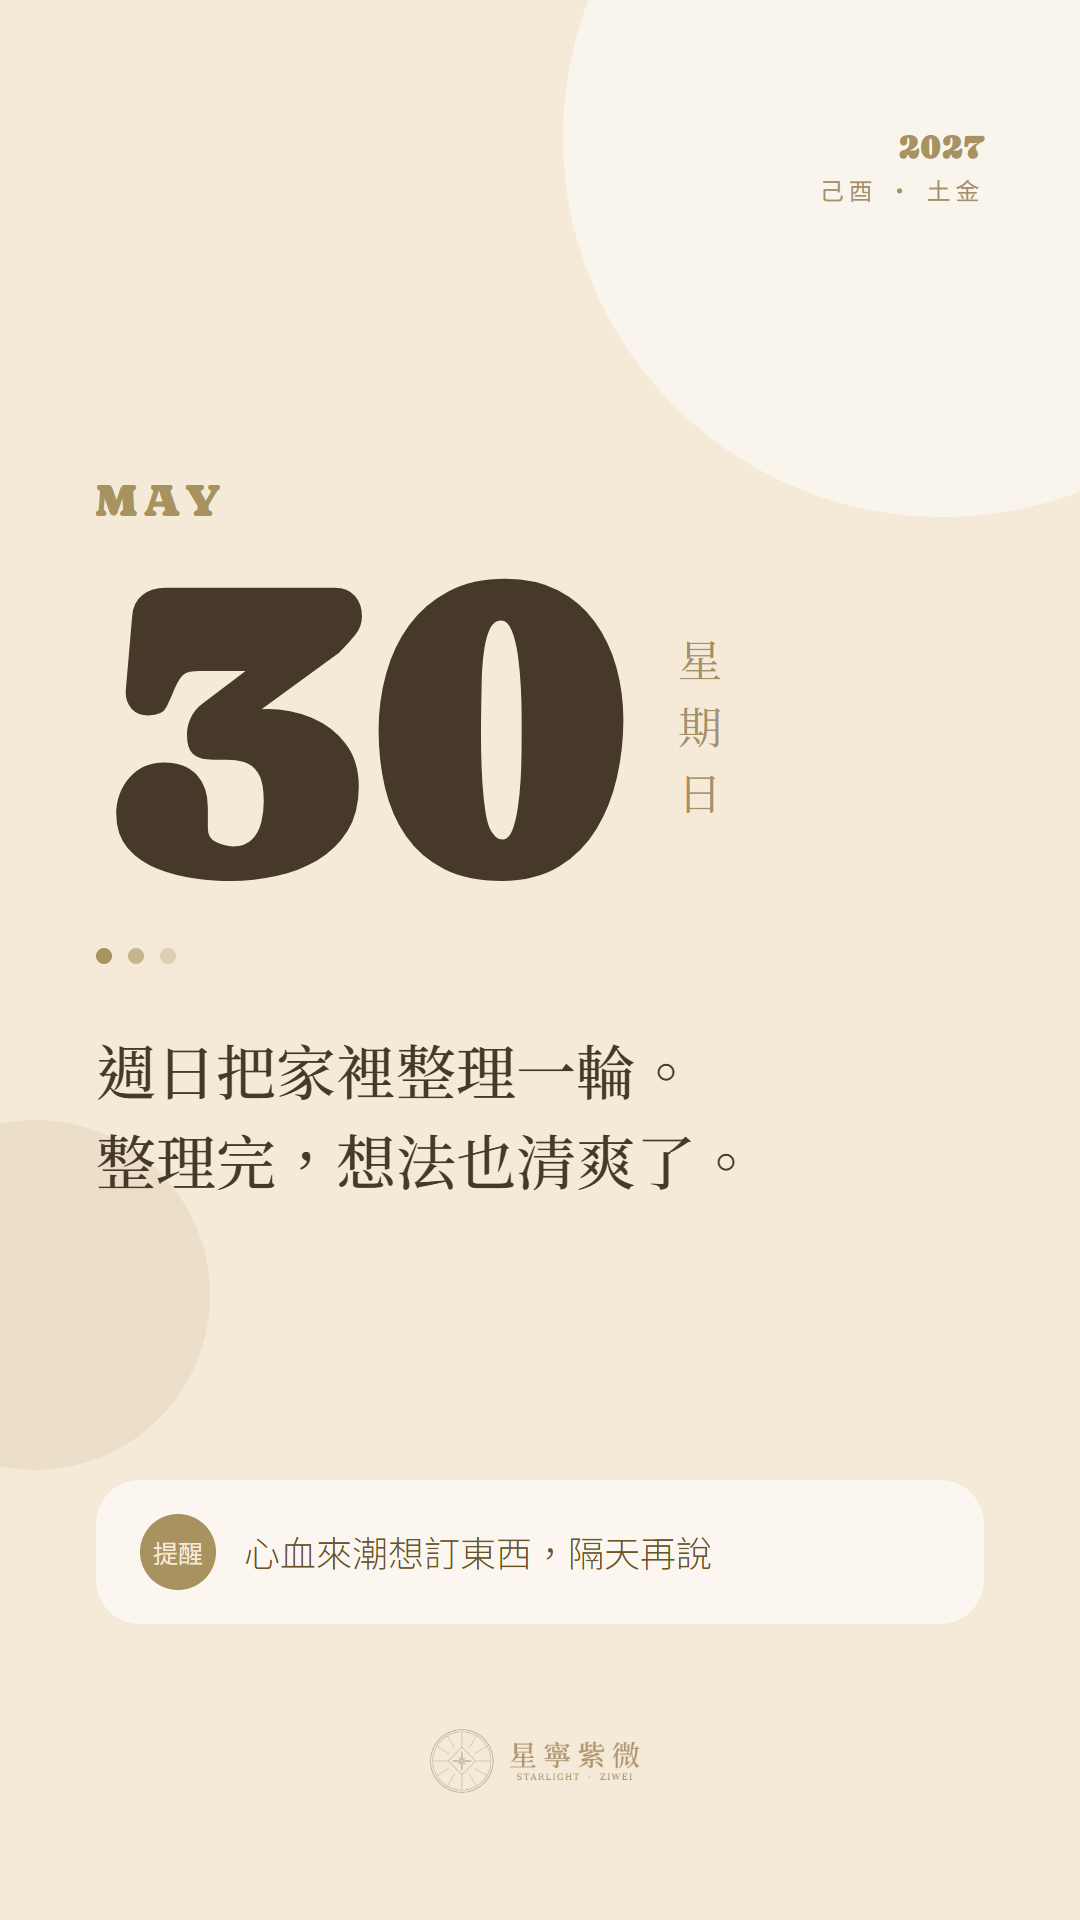 2027
己酉 · 土金
MAY
30
星期日
週日把家裡整理一輪。
整理完，想法也清爽了。
提醒
心血來潮想訂東西，隔天再說
星寧紫微
STARLIGHT · ZIWEI